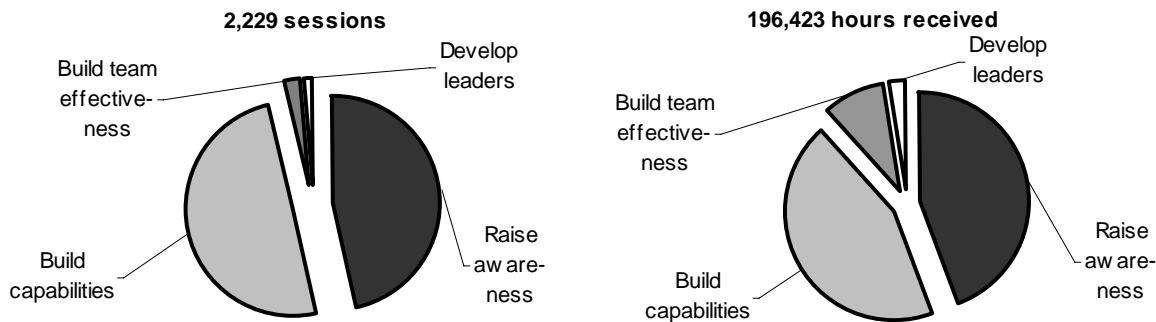 2,229 sessions
Develop
leaders
Build team
effective-
ness
Build
capabilities
Raise
aw are-
ness
196,423 hours received
Develop
leaders
Build team
effective-
ness
Build
capabilities
Raise
aw are-
ness